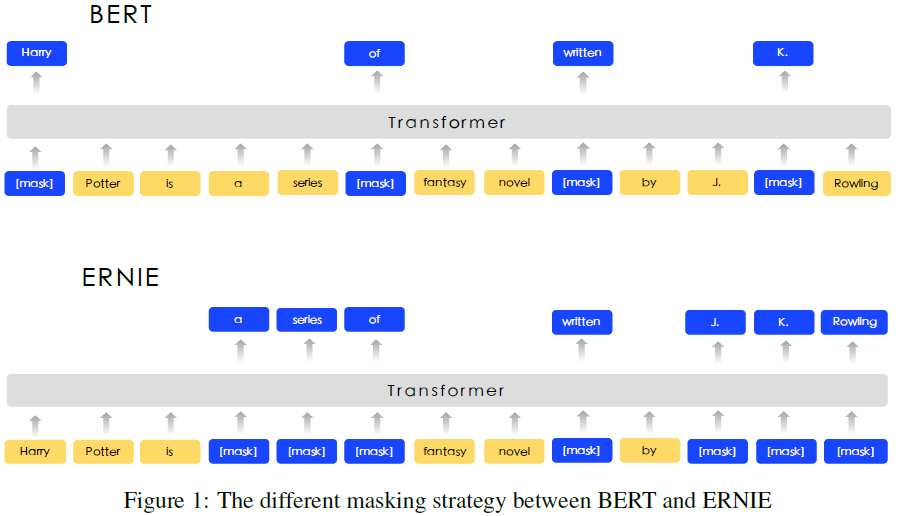 BERT
Harry of written K.
Transformer
[mask] Potter is a series [mask] fantasy novel [mask] by J. [mask] Rowling
ERNIE
a series of written J. K. Rowling
Transformer
Harry Potter is [mask] [mask] [mask] fantasy novel [mask] by [mask] [mask] [mask]
Figure 1: The different masking strategy between BERT and ERNIE